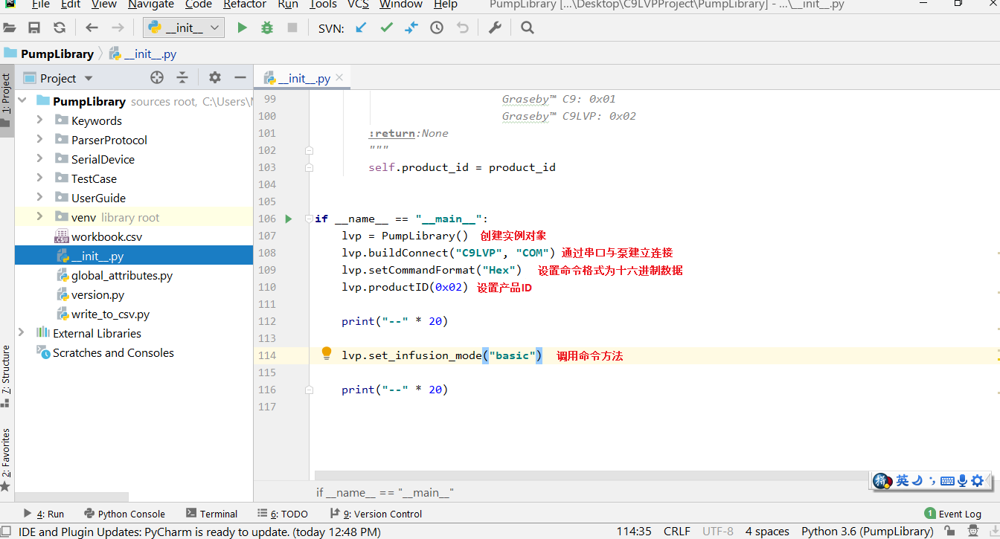 File Edit View Navigate Code Refactor Run Tools VCS Window Help PumpLibrary [...\Desktop\C9LVPProject\PumpLibrary] - ...\__init__.py
__init__ SVN:
PumpLibrary __init__.py
1: Project
Project
__init__.py
PumpLibrary sources root, C:\Users\
Keywords
ParserProtocol
SerialDevice
TestCase
UserGuide
venv library root
workbook.csv
__init__.py
global_attributes.py
version.py
write_to_csv.py
External Libraries
Scratches and Consoles
7: Structure
2: Favorites
99 Graseby™ C9: 0x01
100 Graseby™ C9LVP: 0x02
101 :return:None
102 """
103 self.product_id = product_id
104
105
106 if __name__ == "__main__":
107 lvp = PumpLibrary() 创建实例对象
108 lvp.buildConnect("C9LVP", "COM") 通过串口与泵建立连接
109 lvp.setCommandFormat("Hex") 设置命令格式为十六进制数据
110 lvp.productID(0x02) 设置产品ID
111
112 print("--" * 20)
113
114 lvp.set_infusion_mode("basic") 调用命令方法
115
116 print("--" * 20)
117
英
if __name__ == "__main__"
4: Run Python Console Terminal 6: TODO 9: Version Control 1 Event Log
IDE and Plugin Updates: PyCharm is ready to update. (today 12:48 PM) 114:35 CRLF UTF-8 4 spaces Python 3.6 (PumpLibrary)